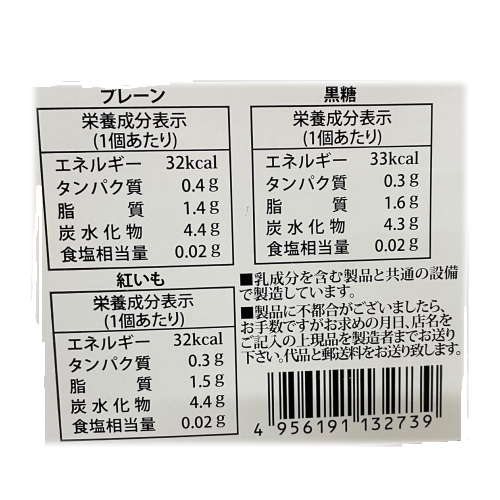 プレーン
栄養成分表示
(1個あたり)
エネルギー 32kcal
タンパク質 0.4g
脂質 1.4g
炭水化物 4.4g
食塩相当量 0.02g
黒糖
栄養成分表示
(1個あたり)
エネルギー 33kcal
タンパク質 0.3g
脂質 1.6g
炭水化物 4.3g
食塩相当量 0.02g
紅いも
栄養成分表示
(1個あたり)
エネルギー 32kcal
タンパク質 0.3g
脂質 1.5g
炭水化物 4.4g
食塩相当量 0.02g
■乳成分を含む製品と共通の設備
で製造しています。
■製品に不都合がございましたら、
お手数ですがお求めの月日、店名を
ご記入の上現品を製造者までお送り
下さい。代品と郵送料をお送り致します。
4 956191 132739